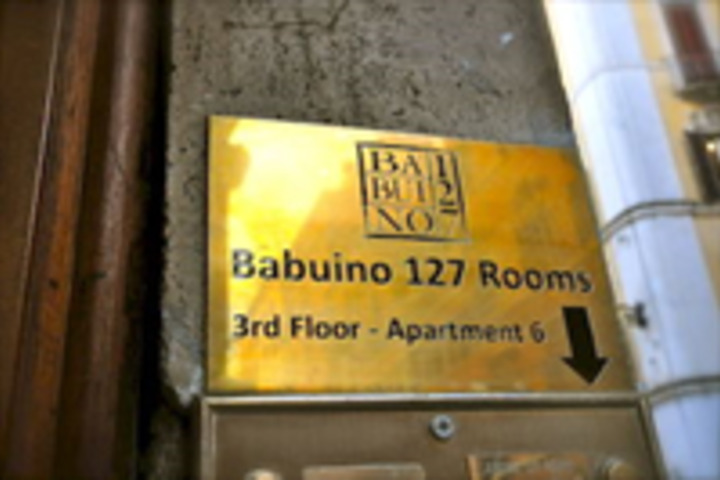 BA 1
BUI 2
NO 7
Babuino 127 Rooms
3rd Floor - Apartment 6